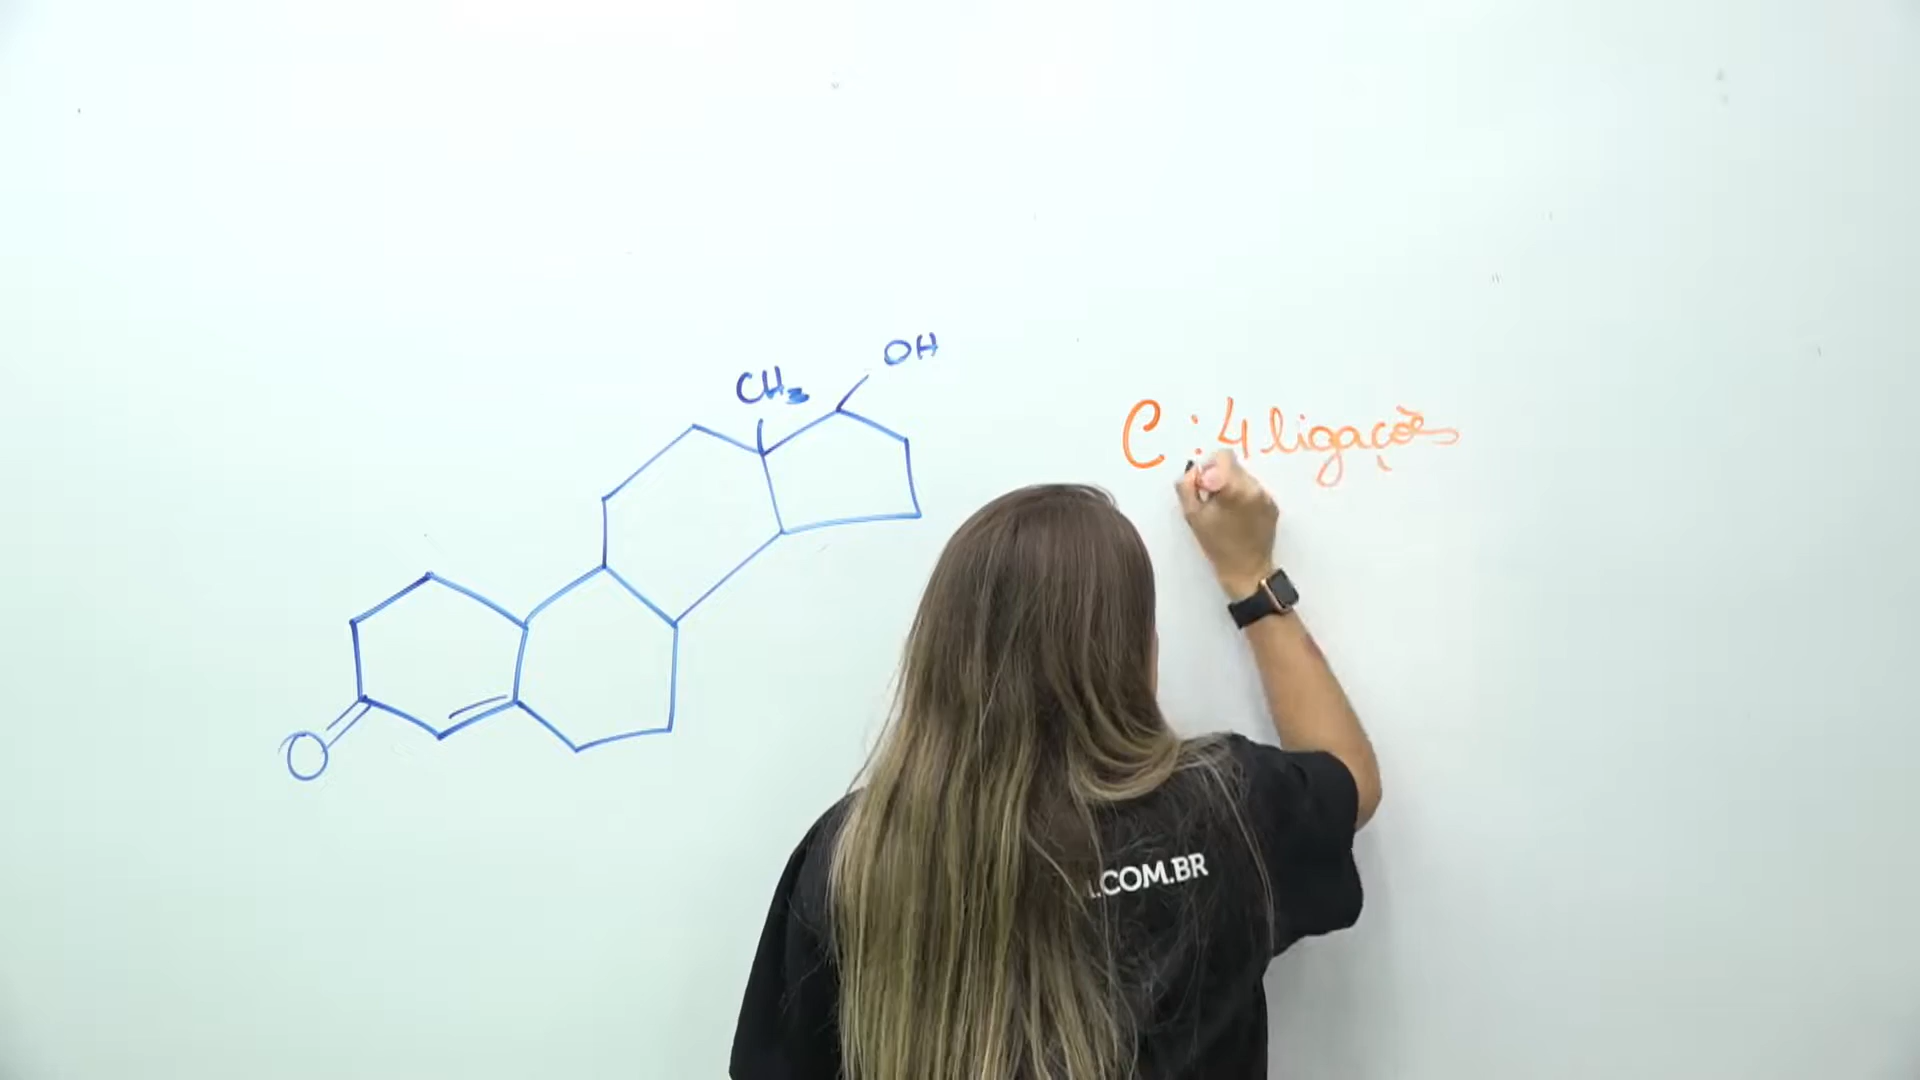 OH
CH₃
C : 4 ligações
O
.COM.BR